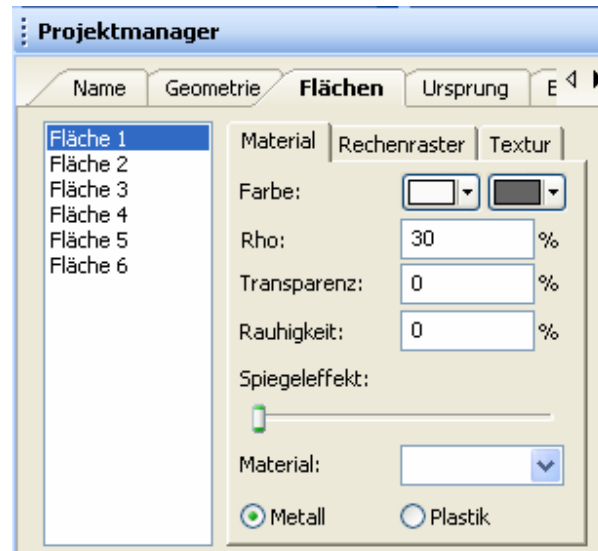 Projektmanager
Name Geometrie Flächen Ursprung
Fläche 1
Fläche 2
Fläche 3
Fläche 4
Fläche 5
Fläche 6
Material Rechenraster Textur
Farbe:
Rho: 30 %
Transparenz: 0 %
Rauhigkeit: 0 %
Spiegeleffekt:
Material:
Metall Plastik